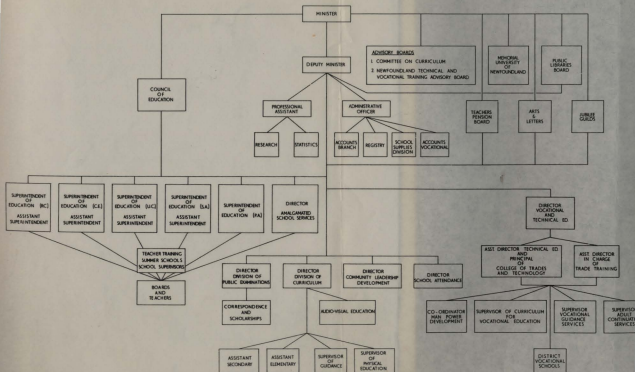 MINISTER
DEPUTY MINISTER
ADVISORY BOARDS
1. COMMITTEE ON CURRICULUM
2. NEWFOUNDLAND TECHNICAL AND
VOCATIONAL TRAINING ADVISORY BOARD
MEMORIAL
UNIVERSITY
OF
NEWFOUNDLAND
PUBLIC
LIBRARIES
BOARD
COUNCIL
OF
EDUCATION
PROFESSIONAL
ASSISTANT
ADMINISTRATIVE
OFFICER
TEACHERS
PENSION
BOARD
ARTS
&
LETTERS
JUBILEE
GUILDS
RESEARCH
STATISTICS
ACCOUNTS
BRANCH
REGISTRY
SCHOOL
SUPPLIES
DIVISION
ACCOUNTS
VOCATIONAL
SUPERINTENDENT
OF
EDUCATION (RC)
ASSISTANT
SUPERINTENDENT
SUPERINTENDENT
OF
EDUCATION (C.E.)
ASSISTANT
SUPERINTENDENT
SUPERINTENDENT
OF
EDUCATION (U.C)
ASSISTANT
SUPERINTENDENT
SUPERINTENDENT
OF
EDUCATION (S.A.)
ASSISTANT
SUPERINTENDENT
SUPERINTENDENT
OF
EDUCATION (P.A.)
DIRECTOR
AMALGAMATED
SCHOOL SERVICES
DIRECTOR
VOCATIONAL
AND
TECHNICAL ED
TEACHER TRAINING
SUMMER SCHOOLS
SCHOOL SUPERVISORS
BOARDS
AND
TEACHERS
ASST DIRECTOR TECHNICAL ED
AND
PRINCIPAL
OF
COLLEGE OF TRADES
AND TECHNOLOGY
ASST. DIRECTOR
IN CHARGE
OF
TRADE TRAINING
DIRECTOR
DIVISION OF
PUBLIC EXAMINATIONS
DIRECTOR
DIVISION OF
CURRICULUM
DIRECTOR
COMMUNITY LEADERSHIP
DEVELOPMENT
DIRECTOR
SCHOOL ATTENDANCE
CORRESPONDENCE
AND
SCHOLARSHIPS
AUDIO-VISUAL EDUCATION
CO-ORDINATOR
MAN POWER
DEVELOPMENT
SUPERVISOR OF CURRICULUM
FOR
VOCATIONAL EDUCATION
SUPERVISOR
VOCATIONAL
GUIDANCE
SERVICES
SUPERVISO
ADULT
CONTINUIN
SERVICES
ASSISTANT
SECONDARY
ASSISTANT
ELEMENTARY
SUPERVISOR
OF
GUIDANCE
SUPERVISOR
OF
PHYSICAL
EDUCATION
DISTRICT
VOCATIONAL
SCHOOLS